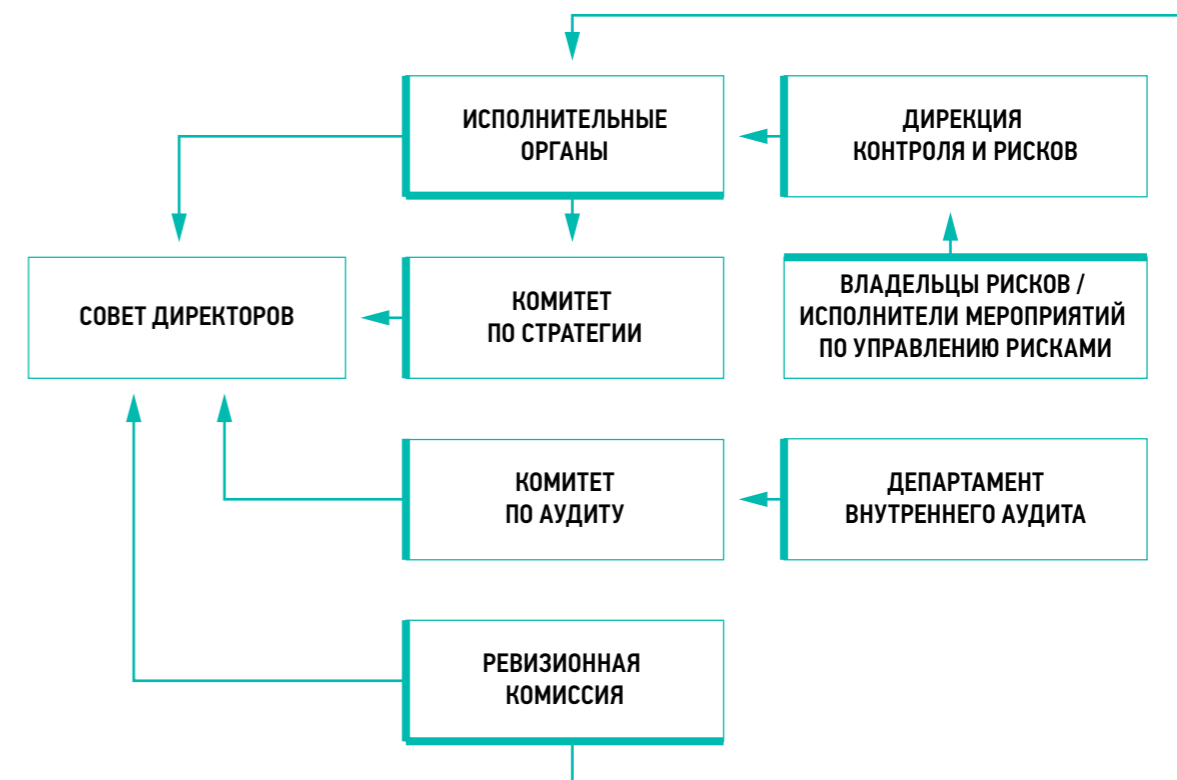 ИСПОЛНИТЕЛЬНЫЕ
ОРГАНЫ
ДИРЕКЦИЯ
КОНТРОЛЯ И РИСКОВ
СОВЕТ ДИРЕКТОРОВ
КОМИТЕТ
ПО СТРАТЕГИИ
ВЛАДЕЛЬЦЫ РИСКОВ /
ИСПОЛНИТЕЛИ МЕРОПРИЯТИЙ
ПО УПРАВЛЕНИЮ РИСКАМИ
КОМИТЕТ
ПО АУДИТУ
ДЕПАРТАМЕНТ
ВНУТРЕННЕГО АУДИТА
РЕВИЗИОННАЯ
КОМИССИЯ